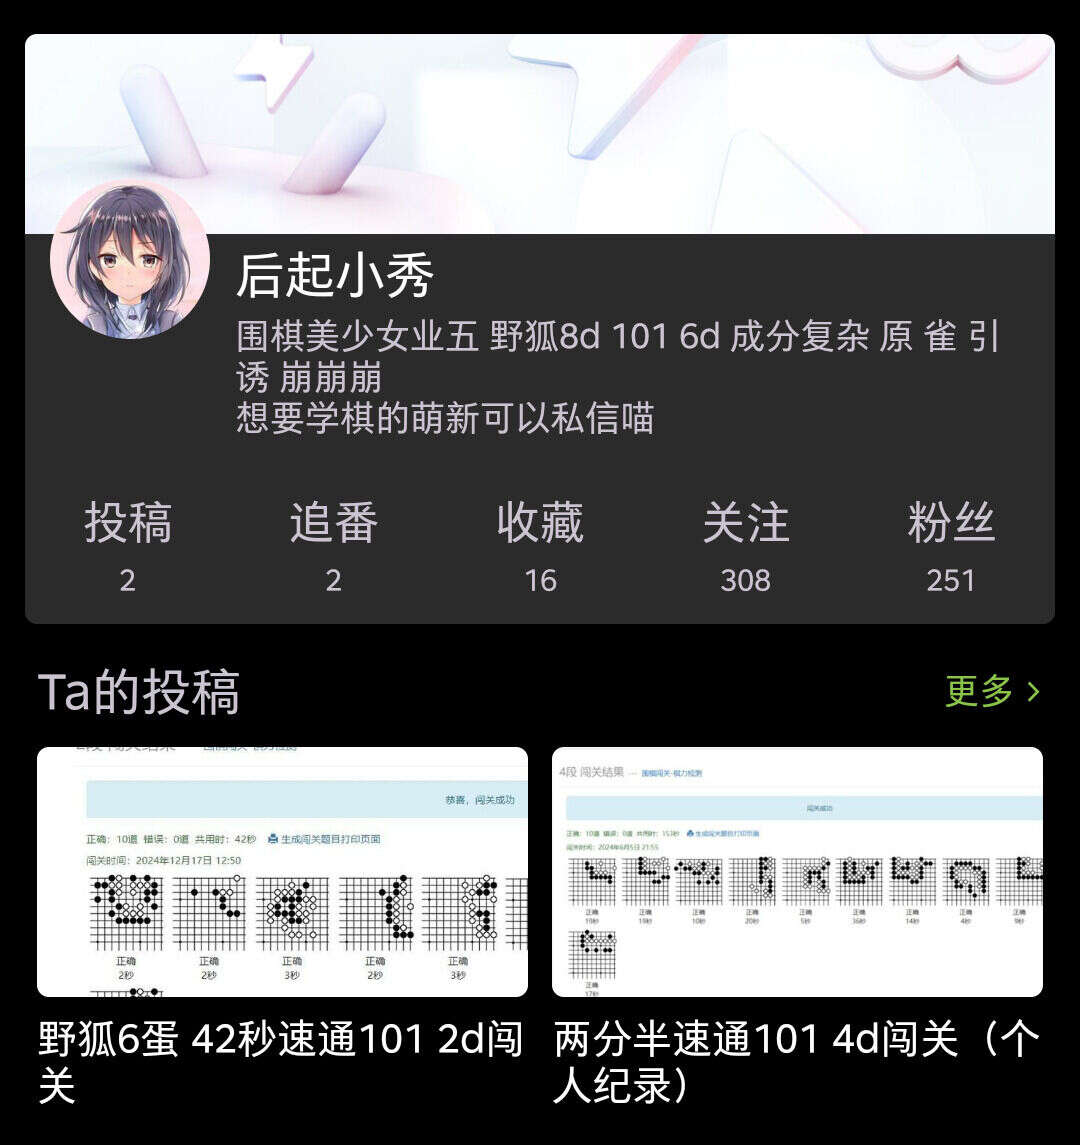 后起小秀
围棋美少女业五 野狐8d 101 6d 成分复杂 原 雀 引
诱 崩崩崩
想要学棋的萌新可以私信喵
投稿 追番 收藏 关注 粉丝
2 2 16 308 251
Ta的投稿 更多 >
恭喜，闯关成功
正确：10道 错误：0道 共用时：42秒 生成闯关题目打印页面
闯关时间：2024年12月17日 12:50
正确 正确 正确 正确 正确
2秒 2秒 3秒 2秒 3秒
4段 闯关结果 — 围棋闯关-棋力检测
闯关成功
正确：10道 错误：0道 共用时：153秒 生成闯关题目打印页面
闯关时间：2024年6月5日 21:55
正确 正确 正确 正确 正确 正确 正确 正确 正确
10秒 19秒 10秒 20秒 5秒 36秒 14秒 4秒 9秒
正确
17秒
野狐6蛋 42秒速通101 2d闯
关
两分半速通101 4d闯关（个
人纪录）